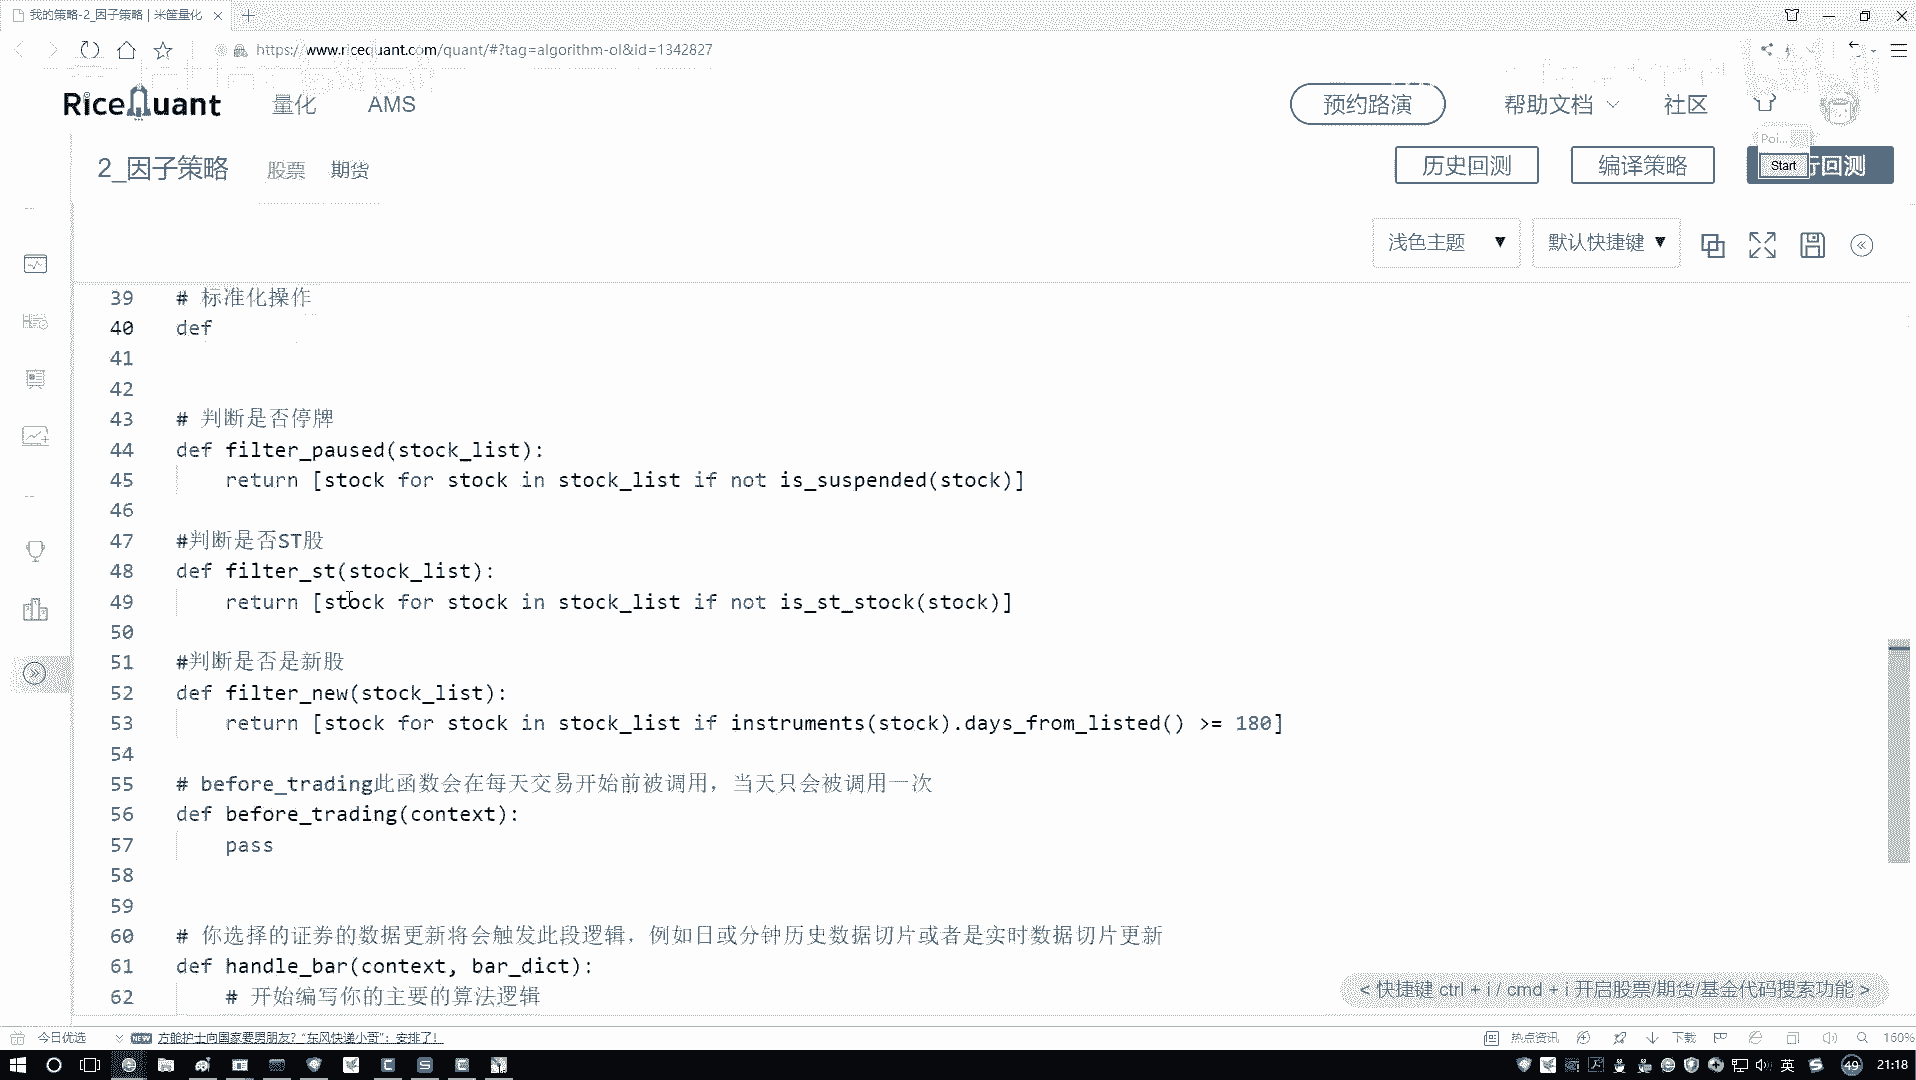 我的策略-2_因子策略 | 米筐量化
https://www.ricequant.com/quant/#?tag=algorithm-ol&id=1342827
RiceQuant 量化 AMS 预约路演 帮助文档 社区
Poi...
2_因子策略 股票 期货 历史回测 编译策略 Start 行回测
浅色主题 默认快捷键
39 # 标准化操作
40 def
41
42
43 # 判断是否停牌
44 def filter_paused(stock_list):
45 return [stock for stock in stock_list if not is_suspended(stock)]
46
47 #判断是否ST股
48 def filter_st(stock_list):
49 return [stock for stock in stock_list if not is_st_stock(stock)]
50
51 #判断是否是新股
52 def filter_new(stock_list):
53 return [stock for stock in stock_list if instruments(stock).days_from_listed() >= 180]
54
55 # before_trading此函数会在每天交易开始前被调用，当天只会被调用一次
56 def before_trading(context):
57 pass
58
59
60 # 你选择的证券的数据更新将会触发此段逻辑，例如日或分钟历史数据切片或者是实时数据切片更新
61 def handle_bar(context, bar_dict):
62 # 开始编写你的主要的算法逻辑
< 快捷键 ctrl + i / cmd + i 开启股票/期货/基金代码搜索功能 >
今日优选 NEW 方舱护士向国家要男朋友？“东风快递小哥”：安排了！ 热点资讯 下载 160%
英 49 21:18